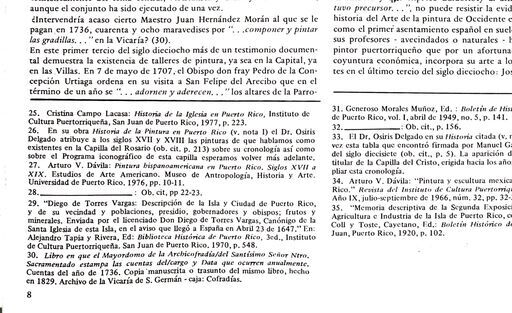 aunque el conjunto ha sido ejecutado de una vez.
¿Intervendría acaso cierto Maestro Juan Hernández Morán al que se le
pagan en 1736, cuarenta y ocho maravedises por "...componer y pintar
las gradillas..." en la Vicaría? (30).
En este primer tercio del siglo dieciocho más de un testimonio documen-
tal demuestra la existencia de talleres de pintura, ya sea en la Capital, ya
en las Villas. En 7 de mayo de 1707, el Obispo don fray Pedro de la Con-
cepción Urtiaga ordena en su visita a San Felipe del Arecibo que en el
término de un año se "...adornen y aderecen,..." los altares de la Parro-
25. Cristina Campo Lacasa: Historia de la Iglesia en Puerto Rico, Instituto de
Cultura Puertorriqueña, San Juan de Puerto Rico, 1977, p. 223.
26. En su obra Historia de la Pintura en Puerto Rico (v. nota I) el Dr. Osiris
Delgado atribuye a los siglos XVII y XVIII las pinturas de que hablamos como
existentes en la Capilla del Rosario (ob. cit. p. 213) sobre su cronología así como
sobre el Programa iconográfico de esta capilla esperamos volver más adelante.
27. Arturo V. Dávila: Pintura hispanoamericana en Puerto Rico, Siglos XVII a
XIX. Estudios de Arte Americano. Museo de Antropología, Historia y Arte.
Universidad de Puerto Rico, 1976, pp. 10-11.
28.____________: Ob. cit, pp 22-23.
29. "Diego de Torres Vargas: Descripción de la Isla y Ciudad de Puerto Rico,
y de su vecindad y poblaciones, presidio, gobernadores y obispos; frutos y
minerales, Enviada por el licenciado Don Diego de Torres Vargas, Canónigo de la
Santa Iglesia de esta Isla, en el aviso que llegó a España en Abril 23 de 1647." En:
Alejandro Tapia y Rivera, Ed: Biblioteca Histórica de Puerto Rico, 3ed., Instituto
de Cultura Puertorriqueña. San Juan de Puerto Rico, 1970, p. 548.
30. Libro en que el Mayordomo de la Archicofradía/del Santísimo Señor Ntro.
Sacramentado estampa las cuentas del/cargo y Data que ocurren anualmente.
Cuentas del año de 1736. Copia manuscrita o trasunto del mismo libro, hecho
en 1829. Archivo de la Vicaría de S. Germán - caja: Cofradías.
8
tuvo precursor...", no puede resistir la evid
historia del Arte de la pintura de Occidente e
como el primer asentamiento español en suel
sus profesores - avecindados o naturales - h
pintor puertorriqueño que por un afortuna
coyuntura económica, incorpora su arte a lo
tes en el último tercio del siglo dieciocho: Jos
31. Generoso Morales Muñoz, Ed. : Boletín de Hist
Puerto Rico, vol. I, abril de 1949, no. 5, p. 141.
32.____________: Ob. cit., p. 156.
33. El Dr, Osiris Delgado en su Historia citada (v. n
vez esta tabla que encontró firmada por Manuel Ga
del siglo diecisiete (ob. cit., p. 5). La aparición d
titular de la Capilla del Cristo, erigida hacia los años
pliar esta cronología.
34. Arturo V. Dávila: "Pintura y escultura mexica
Rico." Revista del Instituto de Cultura Puertorriqu
Año IX, julio-septiembre de 1966, núm. 32, pp. 32-3
35. "Memoria descriptiva de la Segunda Exposició
Agricultura e Industria de la Isla de Puerto Rico, co
Coll y Toste, Cayetano, Ed,: Boletín Histórico de
Juan, Puerto Rico, 1920, p. 102.